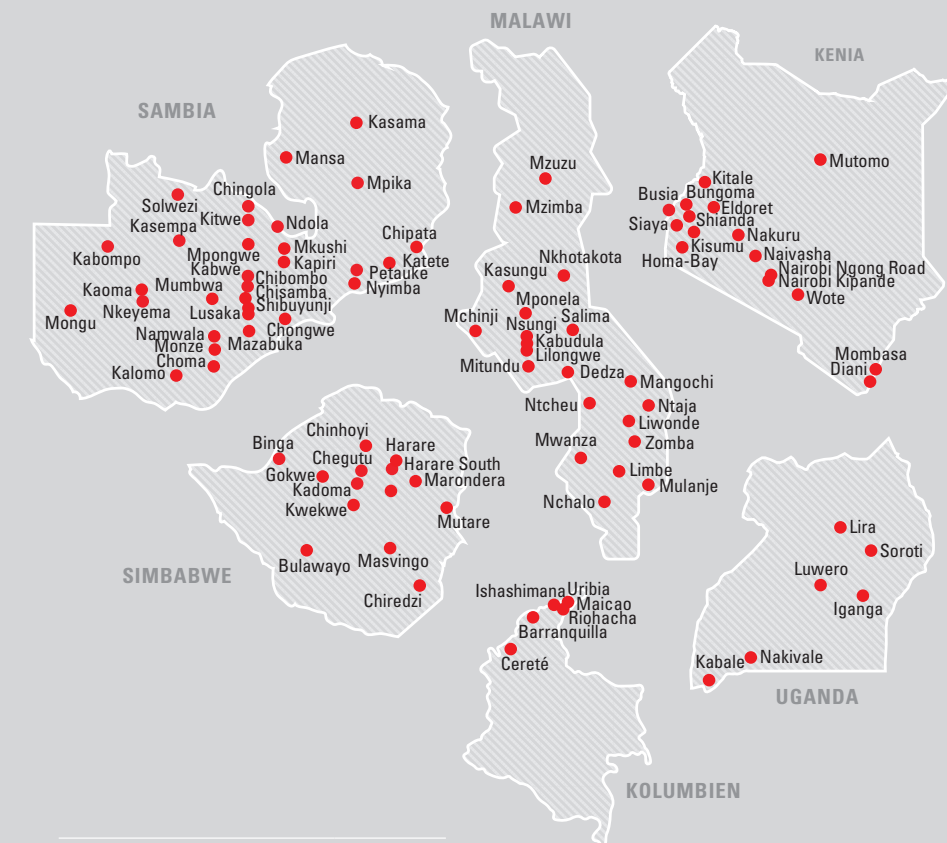 MALAWI
KENIA
SAMBIA
Kasama
Mansa
Mpika
Chingola
Solwezi
Kitwe
Ndola
Kasempa
Chipata
Kabompo
Mpongwe
Mkushi
Katete
Kabwe
Kapiri
Petauke
Mumbwa
Chibombo
Nyimba
Kaoma
Chisamba
Nkeyema
Shibuyunji
Mongu
Lusaka
Chongwe
Namwala
Mazabuka
Monze
Choma
Kalomo
Mzuzu
Mzimba
Nkhotakota
Kasungu
Mponela
Mchinji
Nsungi
Salima
Kabudula
Lilongwe
Mitundu
Dedza
Mangochi
Ntcheu
Ntaja
Liwonde
Mwanza
Zomba
Limbe
Mulanje
Nchalo
Mutomo
Kitale
Busia
Bungoma
Eldoret
Siaya
Shianda
Nakuru
Kisumu
Homa-Bay
Naivasha
Nairobi Ngong Road
Nairobi Kipande
Wote
Mombasa
Diani
Chinhoyi
Binga
Harare
Chegutu
Harare South
Gokwe
Marondera
Kadoma
Kwekwe
Mutare
Bulawayo
Masvingo
SIMBABWE
Chiredzi
Ishashimana
Uribia
Maicao
Riohacha
Barranquilla
Cereté
KOLUMBIEN
Lira
Soroti
Luwero
Iganga
Kabale
Nakivale
UGANDA